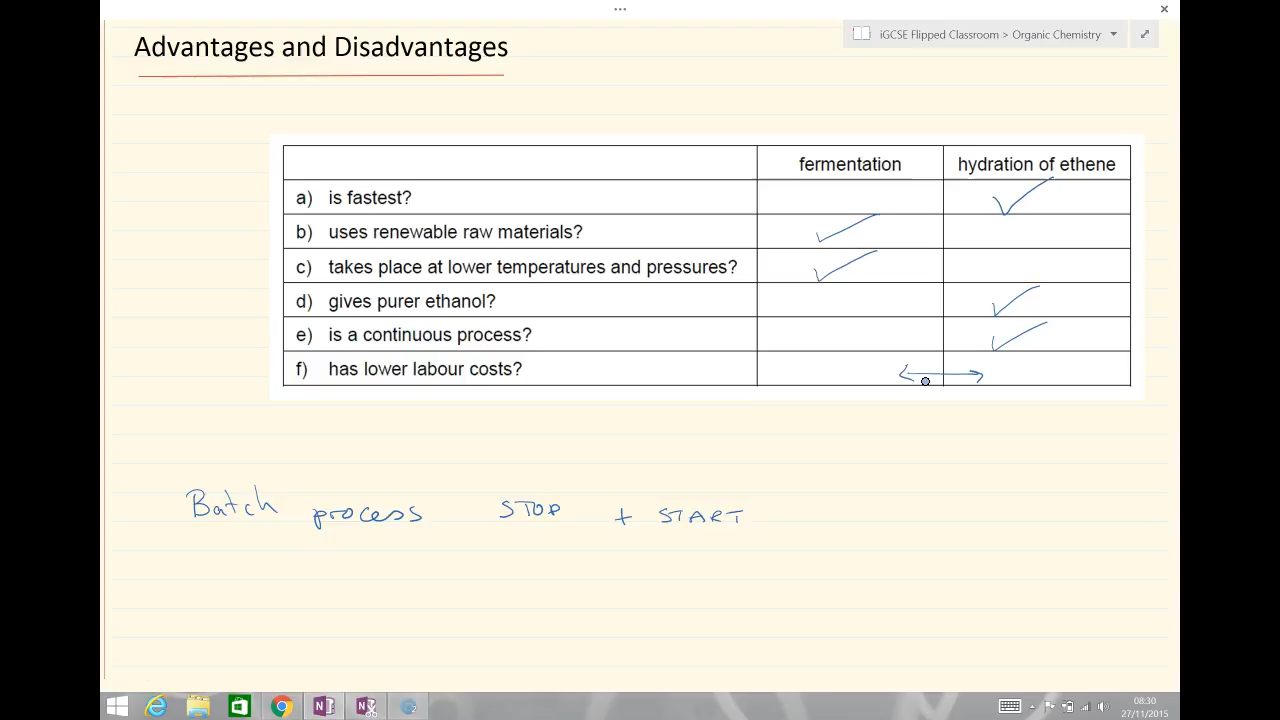 Advantages and Disadvantages
iGCSE Flipped Classroom > Organic Chemistry
fermentation hydration of ethene
a) is fastest?
b) uses renewable raw materials?
c) takes place at lower temperatures and pressures?
d) gives purer ethanol?
e) is a continuous process?
f) has lower labour costs?
Batch process STOP + START
08:30
27/11/2015